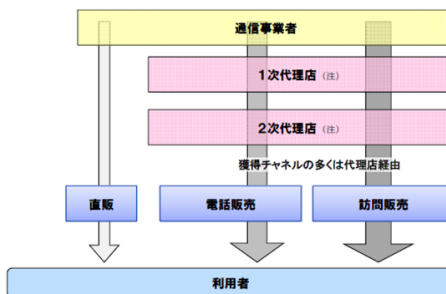 通信事業者
1次代理店（注）
2次代理店（注）
獲得チャネルの多くは代理店経由
直販
電話販売
訪問販売
利用者